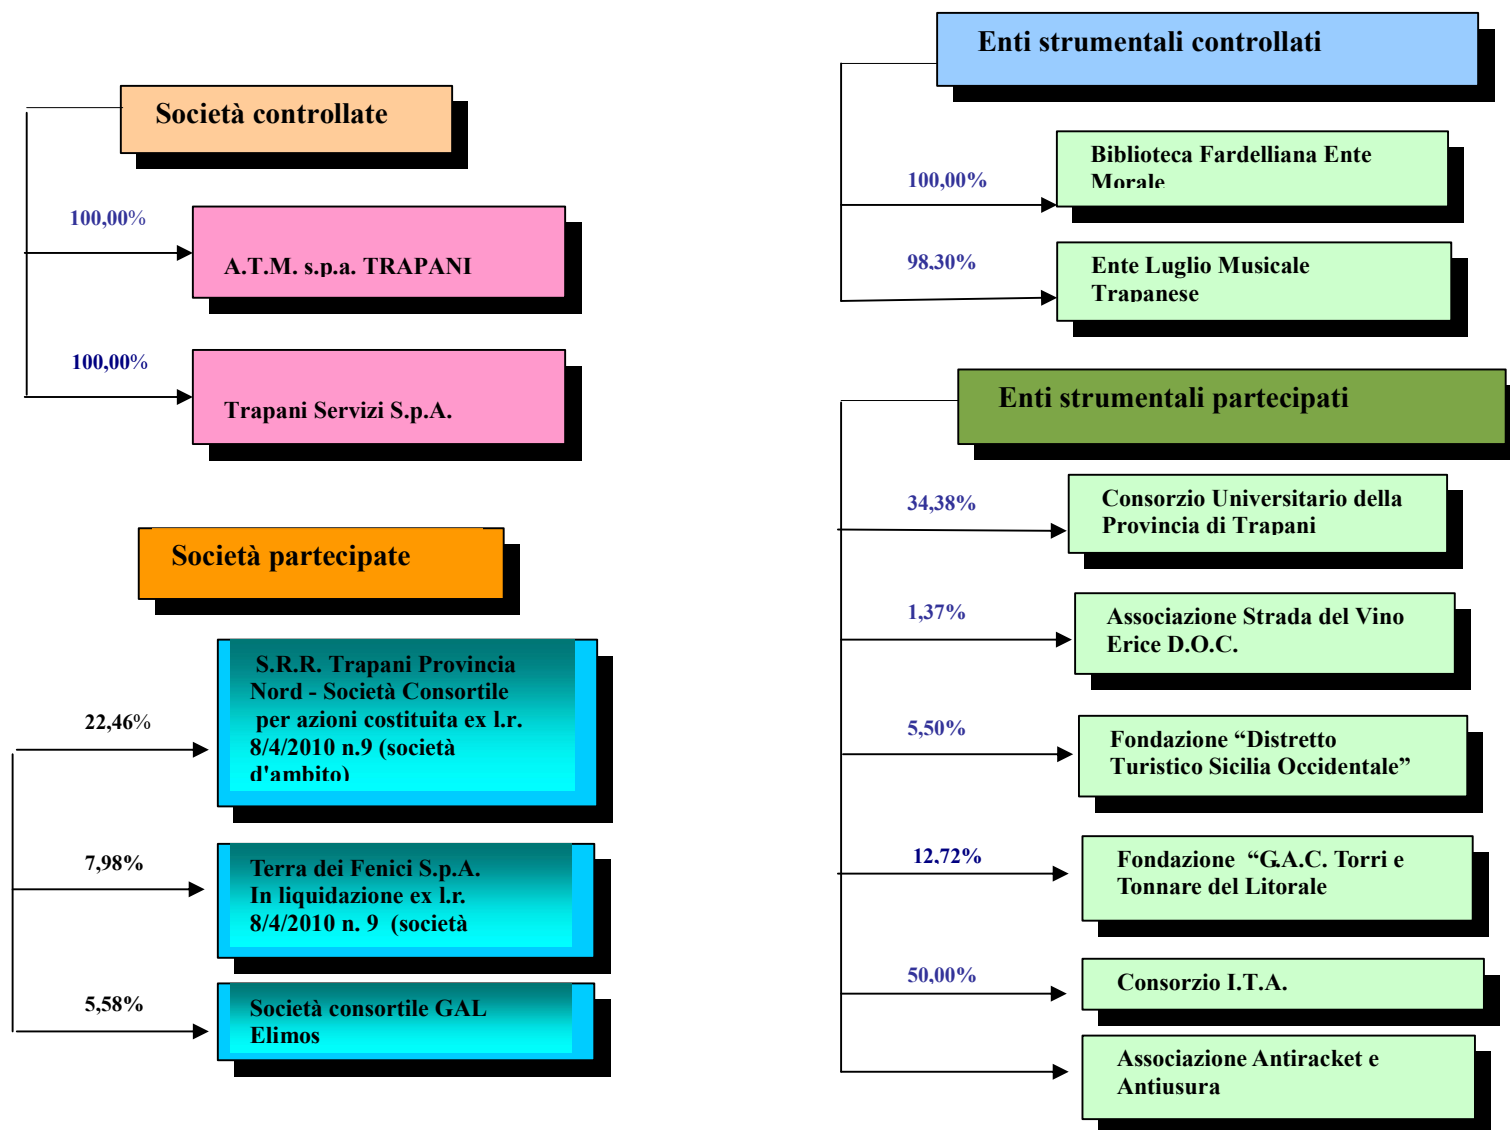 Società controllate
100,00%
A.T.M. s.p.a. TRAPANI
100,00%
Trapani Servizi S.p.A.
Società partecipate
22,46%
S.R.R. Trapani Provincia
Nord - Società Consortile
per azioni costituita ex l.r.
8/4/2010 n.9 (società
d'ambito)
7,98%
Terra dei Fenici S.p.A.
In liquidazione ex l.r.
8/4/2010 n. 9 (società
5,58%
Società consortile GAL
Elimos
Enti strumentali controllati
100,00%
Biblioteca Fardelliana Ente
Morale
98,30%
Ente Luglio Musicale
Trapanese
Enti strumentali partecipati
34,38%
Consorzio Universitario della
Provincia di Trapani
1,37%
Associazione Strada del Vino
Erice D.O.C.
5,50%
Fondazione “Distretto
Turistico Sicilia Occidentale”
12,72%
Fondazione “G.A.C. Torri e
Tonnare del Litorale
50,00%
Consorzio I.T.A.
Associazione Antiracket e
Antiusura